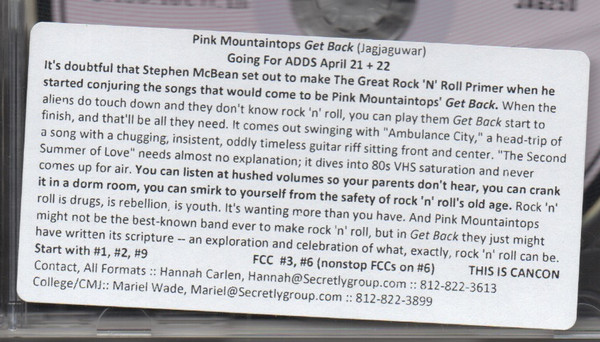 Pink Mountaintops Get Back (Jagjaguwar)
Going For ADDS April 21 + 22
It's doubtful that Stephen McBean set out to make The Great Rock 'N' Roll Primer when he
started conjuring the songs that would come to be Pink Mountaintops' Get Back. When the
aliens do touch down and they don't know rock 'n' roll, you can play them Get Back start to
finish, and that'll be all they need. It comes out swinging with "Ambulance City," a head-trip of
a song with a chugging, insistent, oddly timeless guitar riff sitting front and center. "The Second
Summer of Love" needs almost no explanation; it dives into 80s VHS saturation and never
comes up for air. You can listen at hushed volumes so your parents don't hear, you can crank
it in a dorm room, you can smirk to yourself from the safety of rock 'n' roll's old age. Rock 'n'
roll is drugs, is rebellion, is youth. It's wanting more than you have. And Pink Mountaintops
might not be the best-known band ever to make rock 'n' roll, but in Get Back they just might
have written its scripture -- an exploration and celebration of what, exactly, rock 'n' roll can be.
Start with #1, #2, #9 FCC #3, #6 (nonstop FCCs on #6) THIS IS CANCON
Contact, All Formats :: Hannah Carlen, Hannah@Secretlygroup.com :: 812-822-3613
College/CMJ:: Mariel Wade, Mariel@Secretlygroup.com :: 812-822-3899